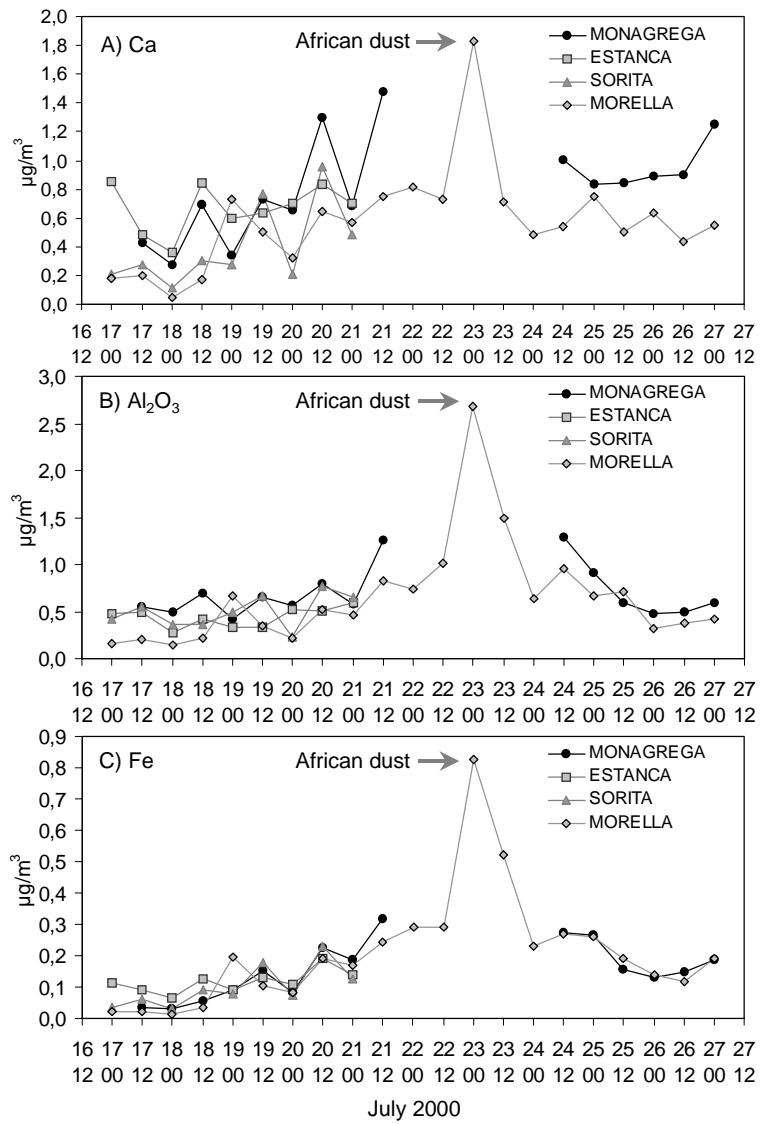 A) Ca
African dust
MONAGREGA
ESTANCA
SORITA
MORELLA
µg/m³
2,0
1,8
1,6
1,4
1,2
1,0
0,8
0,6
0,4
0,2
0,0
16 17 17 18 18 19 19 20 20 21 21 22 22 23 23 24 24 25 25 26 26 27 27
12 00 12 00 12 00 12 00 12 00 12 00 12 00 12 00 12 00 12 00 12 00 12
B) Al₂O₃
African dust
MONAGREGA
ESTANCA
SORITA
MORELLA
µg/m³
3,0
2,5
2,0
1,5
1,0
0,5
0,0
16 17 17 18 18 19 19 20 20 21 21 22 22 23 23 24 24 25 25 26 26 27 27
12 00 12 00 12 00 12 00 12 00 12 00 12 00 12 00 12 00 12 00 12 00 12
C) Fe
African dust
MONAGREGA
ESTANCA
SORITA
MORELLA
µg/m³
0,9
0,8
0,7
0,6
0,5
0,4
0,3
0,2
0,1
0,0
16 17 17 18 18 19 19 20 20 21 21 22 22 23 23 24 24 25 25 26 26 27 27
12 00 12 00 12 00 12 00 12 00 12 00 12 00 12 00 12 00 12 00 12 00 12
July 2000